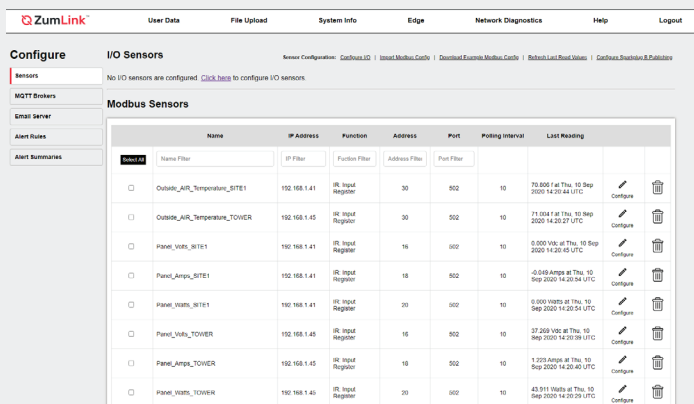 ZumLink™ User Data File Upload System Info Edge Network Diagnostics Help Logout
Configure
Sensors
MQTT Brokers
Email Server
Alert Rules
Alert Summaries
I/O Sensors
Sensor Configuration: Configure I/O | Import Modbus Config | Download Example Modbus Config | Refresh Last Read Values | Configure Sparkplug B Publishing
No I/O sensors are configured. Click here to configure I/O sensors.
Modbus Sensors
Name IP Address Function Address Port Polling Interval Last Reading
Select All Name Filter IP Filter Fuction Filter Address Filter Port Filter
Outside_AIR_Temperature_SITE1 192.168.1.41 IR: Input Register 30 502 10 70.806 f at Thu, 10 Sep 2020 14:20:44 UTC Configure
Outside_AIR_Temperature_TOWER 192.168.1.45 IR: Input Register 30 502 10 71.004 f at Thu, 10 Sep 2020 14:20:27 UTC Configure
Panel_Volts_SITE1 192.168.1.41 IR: Input Register 16 502 10 0.000 Vdc at Thu, 10 Sep 2020 14:20:45 UTC Configure
Panel_Amps_SITE1 192.168.1.41 IR: Input Register 18 502 10 -0.049 Amps at Thu, 10 Sep 2020 14:20:54 UTC Configure
Panel_Watts_SITE1 192.168.1.41 IR: Input Register 20 502 10 0.000 Watts at Thu, 10 Sep 2020 14:20:54 UTC Configure
Panel_Volts_TOWER 192.168.1.45 IR: Input Register 16 502 10 37.269 Vdc at Thu, 10 Sep 2020 14:20:39 UTC Configure
Panel_Amps_TOWER 192.168.1.45 IR: Input Register 18 502 10 1.223 Amps at Thu, 10 Sep 2020 14:20:40 UTC Configure
Panel_Watts_TOWER 192.168.1.45 IR: Input Register 20 502 10 43.911 Watts at Thu, 10 Sep 2020 14:20:29 UTC Configure